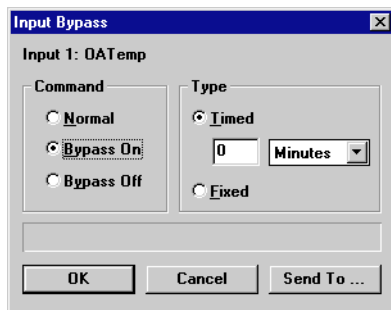 Input Bypass
Input 1: OATemp
Command
Normal
Bypass On
Bypass Off
Type
Timed
0 Minutes
Fixed
OK Cancel Send To ...